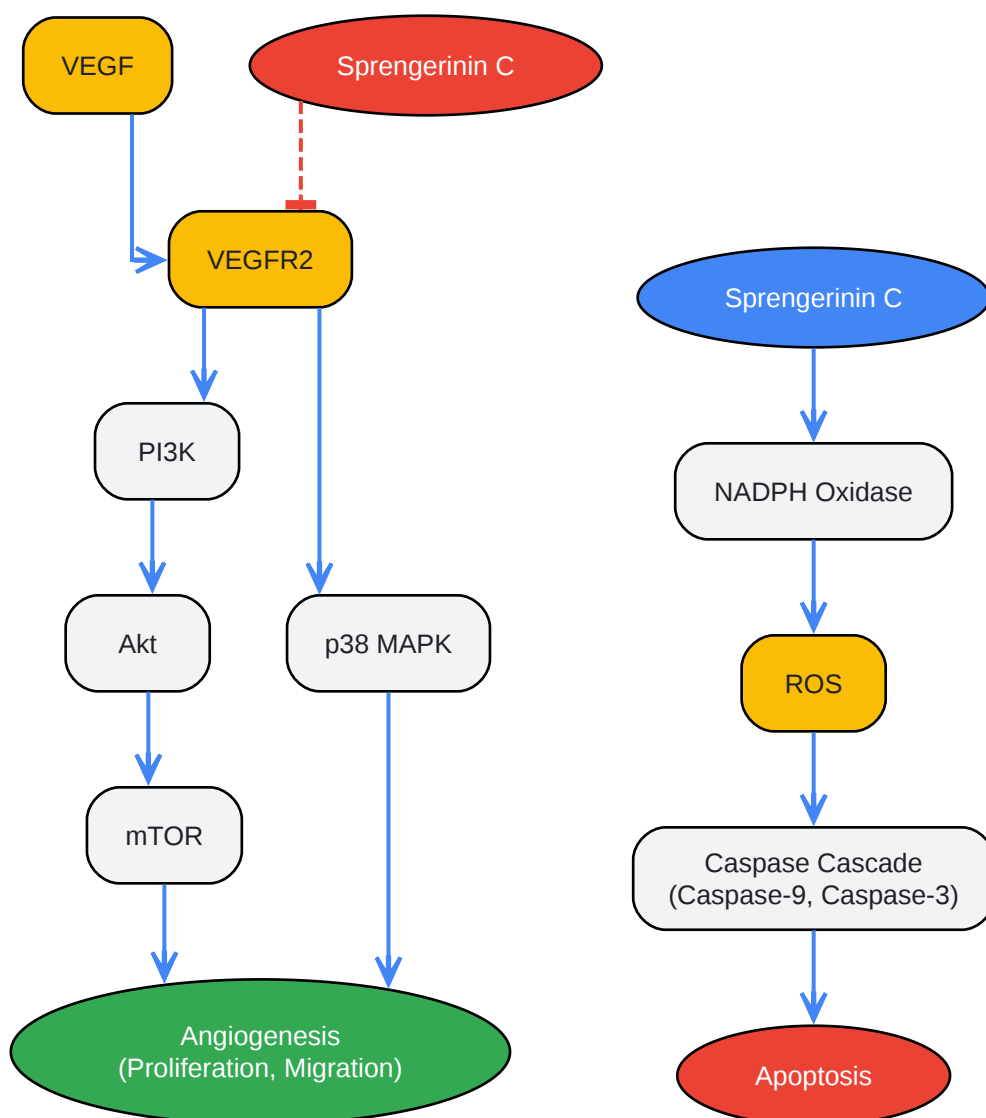 VEGF
Sprengerinin C
VEGFR2
PI3K
Akt
p38 MAPK
mTOR
Angiogenesis
(Proliferation, Migration)
Sprengerinin C
NADPH Oxidase
ROS
Caspase Cascade
(Caspase-9, Caspase-3)
Apoptosis